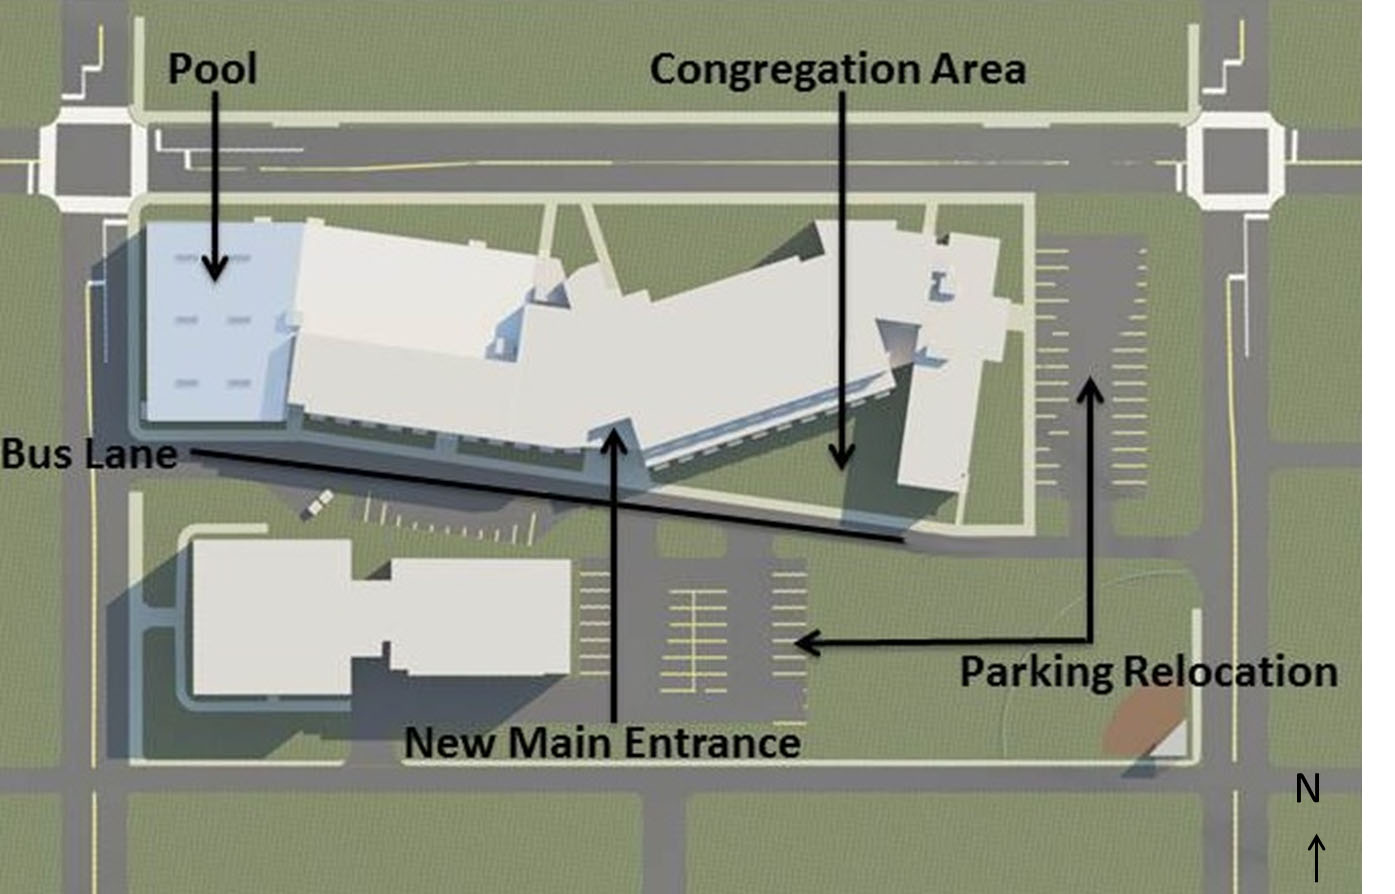 Pool
Congregation Area
Bus Lane
Parking Relocation
New Main Entrance
N